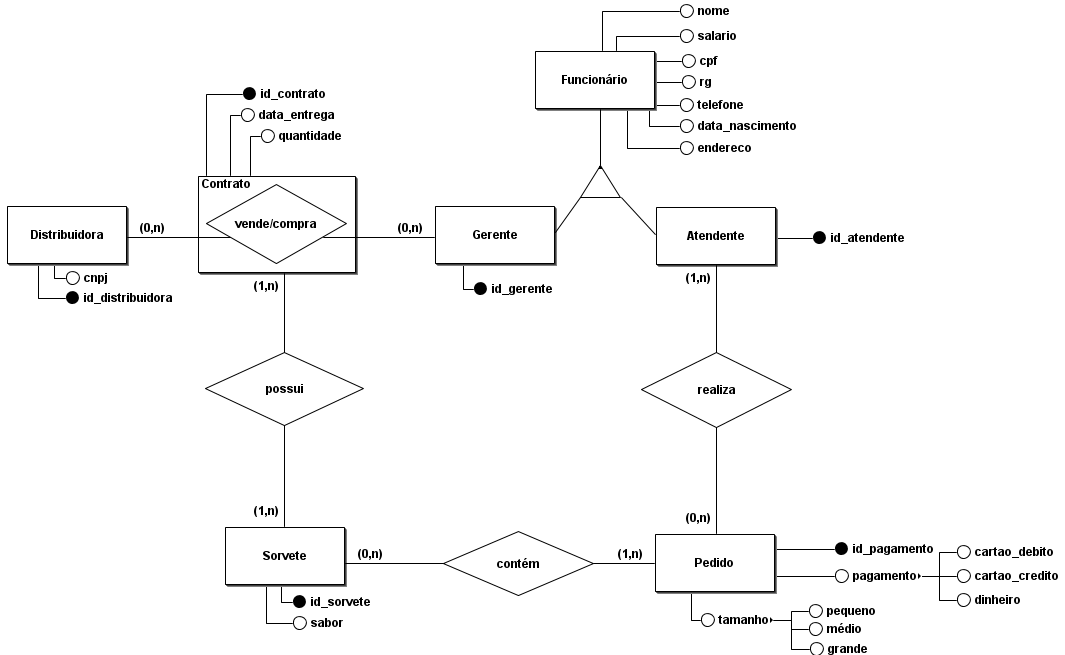 nome
salario
Funcionário
cpf
rg
telefone
data_nascimento
endereco
id_contrato
data_entrega
quantidade
Contrato
vende/compra
Distribuidora
(0,n)
(0,n)
Gerente
Atendente
id_atendente
cnpj
id_distribuidora
(1,n)
id_gerente
(1,n)
possui
realiza
(1,n)
(0,n)
Sorvete
(0,n)
contém
(1,n)
Pedido
id_pagamento
pagamento
cartao_debito
cartao_credito
dinheiro
id_sorvete
sabor
tamanho
pequeno
médio
grande